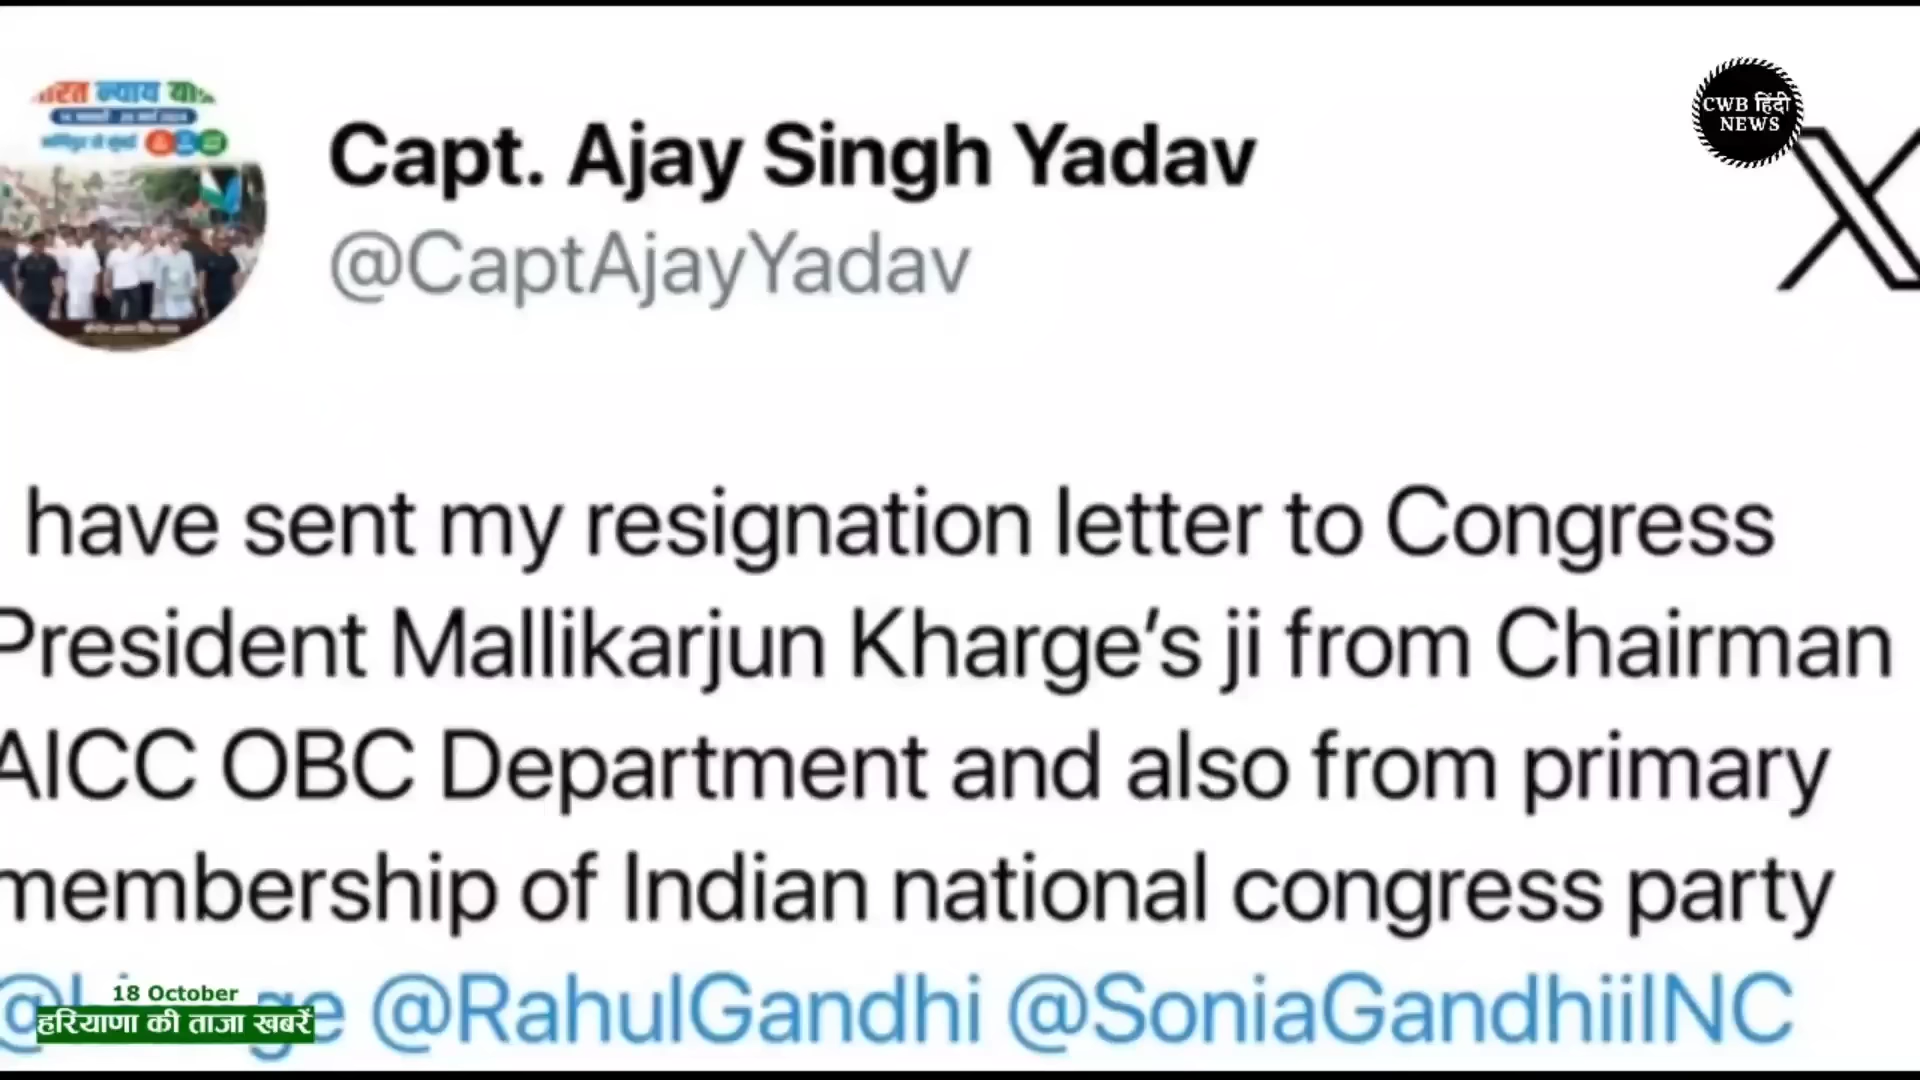 न्याय
CWB हिंदी
NEWS
Capt. Ajay Singh Yadav
@CaptAjayYadav
have sent my resignation letter to Congress
President Mallikarjun Kharge's ji from Chairman
AICC OBC Department and also from primary
membership of Indian national congress party
@RahulGandhi @SoniaGandhiiINC
18 October
हरियाणा की ताजा खबरें